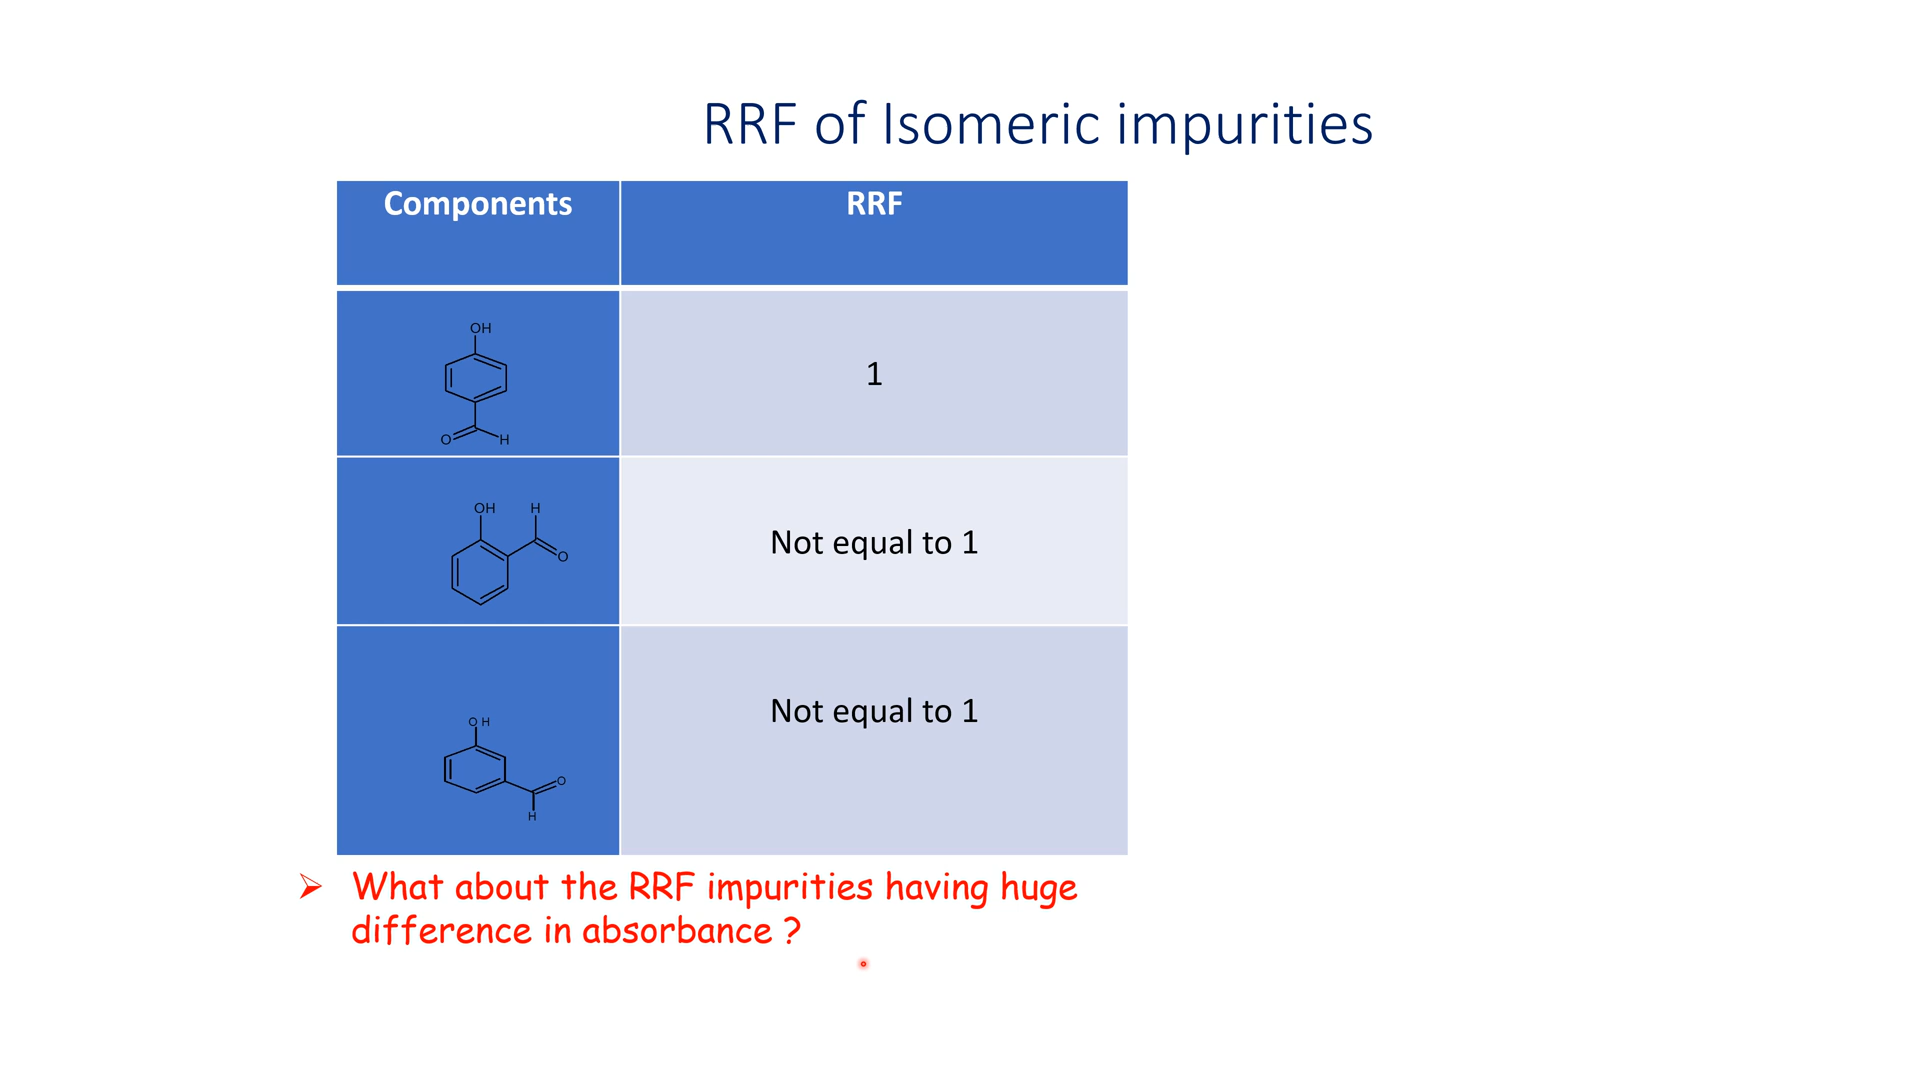 RRF of Isomeric impurities
Components RRF
OH
O H
1
OH H
O
Not equal to 1
O H
O
H
Not equal to 1
➢ What about the RRF impurities having huge
difference in absorbance ?